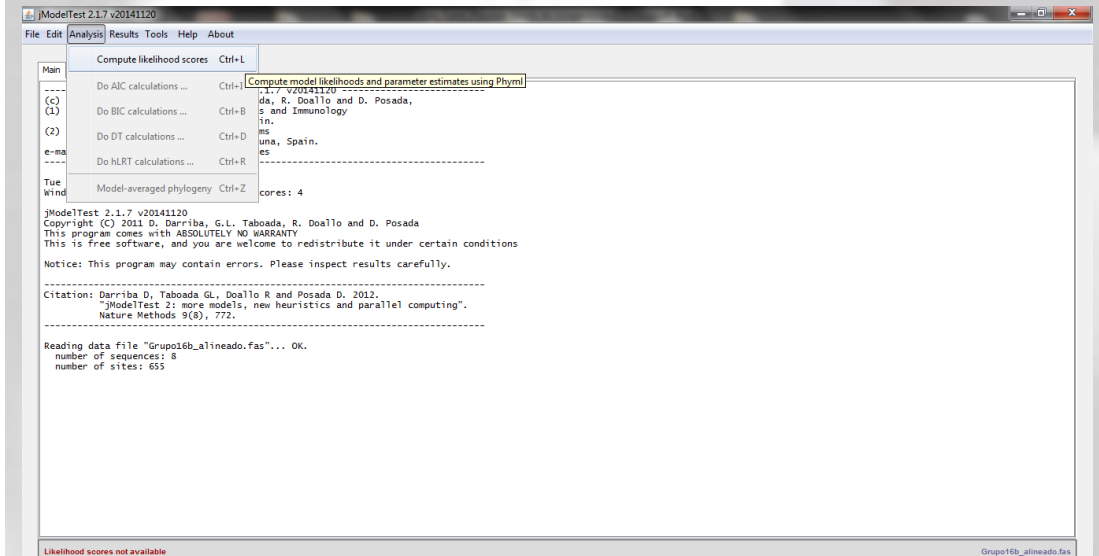 jModelTest 2.1.7 v20141120
File Edit Analysis Results Tools Help About
Main
Compute likelihood scores Ctrl+L
Compute model likelihoods and parameter estimates using Phyml
Do AIC calculations ... Ctrl+I
Do BIC calculations ... Ctrl+B
Do DT calculations ... Ctrl+D
Do hLRT calculations ... Ctrl+R
Model-averaged phylogeny Ctrl+Z
---- .1.7 v20141120 --------------------------
(c) da, R. Doallo and D. Posada,
(1) s and Immunology
in.
(2) ms
una, Spain.
e-ma es
---- -----------------------------------------
Tue
Wind cores: 4
jModelTest 2.1.7 v20141120
Copyright (C) 2011 D. Darriba, G.L. Taboada, R. Doallo and D. Posada
This program comes with ABSOLUTELY NO WARRANTY
This is free software, and you are welcome to redistribute it under certain conditions
Notice: This program may contain errors. Please inspect results carefully.
--------------------------------------------------------------------------------
Citation: Darriba D, Taboada GL, Doallo R and Posada D. 2012.
"jModelTest 2: more models, new heuristics and parallel computing".
Nature Methods 9(8), 772.
--------------------------------------------------------------------------------
Reading data file "Grupo16b_alineado.fas"... OK.
number of sequences: 8
number of sites: 655
Likelihood scores not available
Grupo16b_alineado.fas